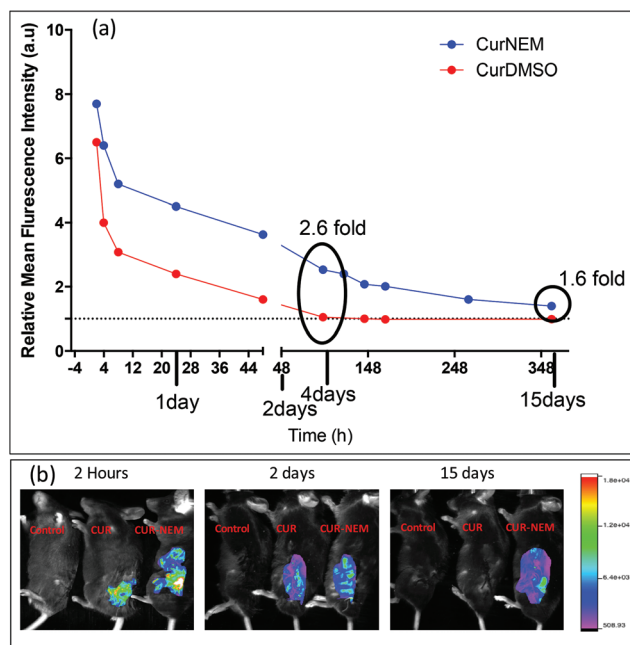 (a)
CurNEM
CurDMSO
Relative Mean Flurescence Intensity (a.u)
10
8
6
4
2
0
2.6 fold
1.6 fold
-4 4 12 20 28 36 44 48 148 248 348
1day
2days
4days
15days
Time (h)
(b)
2 Hours
2 days
15 days
Control CUR CUR-NEM
Control CUR CUR-NEM
Control CUR CUR-NEM
1.8e+04
1.2e+04
6.4e+03
508.93